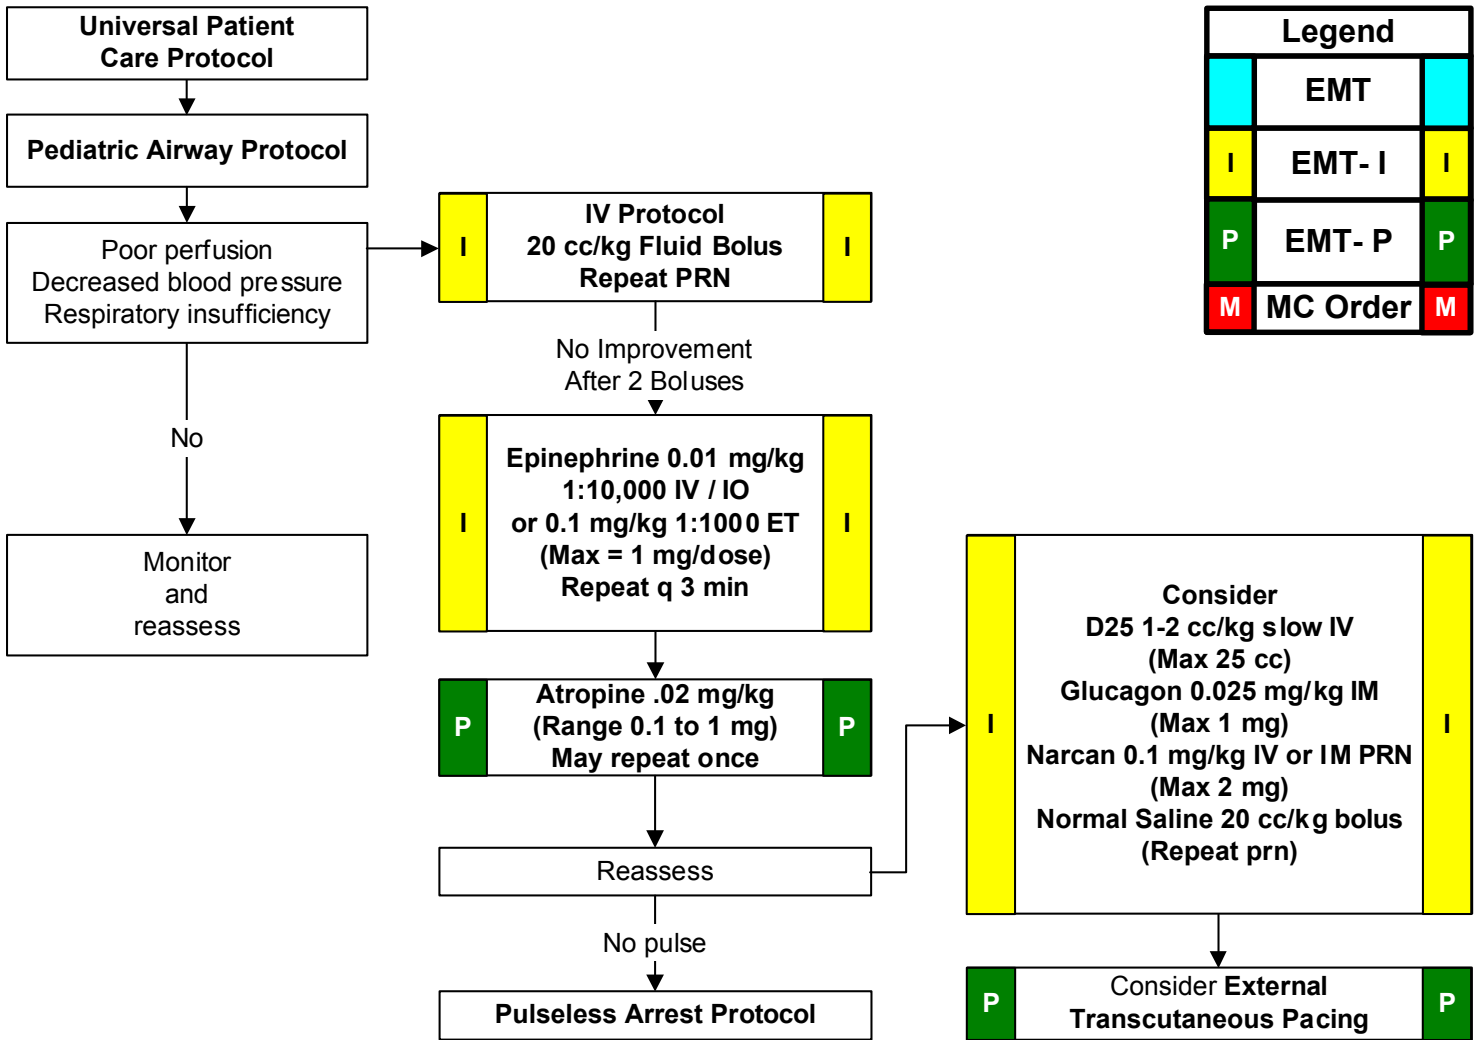 Universal Patient
Care Protocol
Pediatric Airway Protocol
Poor perfusion
Decreased blood pressure
Respiratory insufficiency
No
Monitor
and
reassess
I
IV Protocol
20 cc/kg Fluid Bolus
Repeat PRN
I
No Improvement
After 2 Boluses
I
Epinephrine 0.01 mg/kg
1:10,000 IV / IO
or 0.1 mg/kg 1:1000 ET
(Max = 1 mg/dose)
Repeat q 3 min
I
P
Atropine .02 mg/kg
(Range 0.1 to 1 mg)
May repeat once
P
Reassess
No pulse
Pulseless Arrest Protocol
I
Consider
D25 1-2 cc/kg slow IV
(Max 25 cc)
Glucagon 0.025 mg/kg IM
(Max 1 mg)
Narcan 0.1 mg/kg IV or IM PRN
(Max 2 mg)
Normal Saline 20 cc/kg bolus
(Repeat prn)
I
P
Consider External
Transcutaneous Pacing
P
Legend
EMT
I EMT- I I
P EMT- P P
M MC Order M